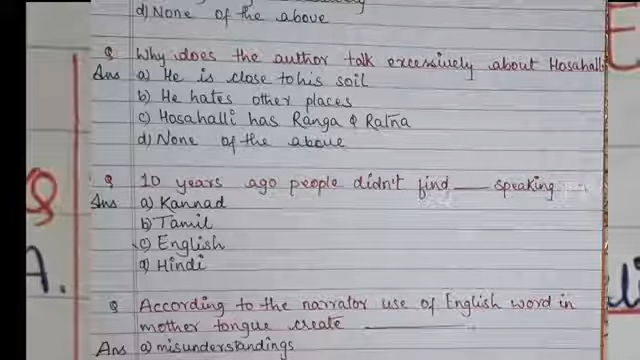 d) None of the above
Q Why does the author talk excessively about Hosahalli
Ans a) He is close to his soil
b) He hates other places
c) Hosahalli has Ranga & Ratna
d) None of the above
Q 10 years ago people didn't find ___ speaking
Ans a) Kannad
b) Tamil
c) English
d) Hindi
Q According to the narrator use of English word in
mother tongue create ___________
Ans a) misunderstandings